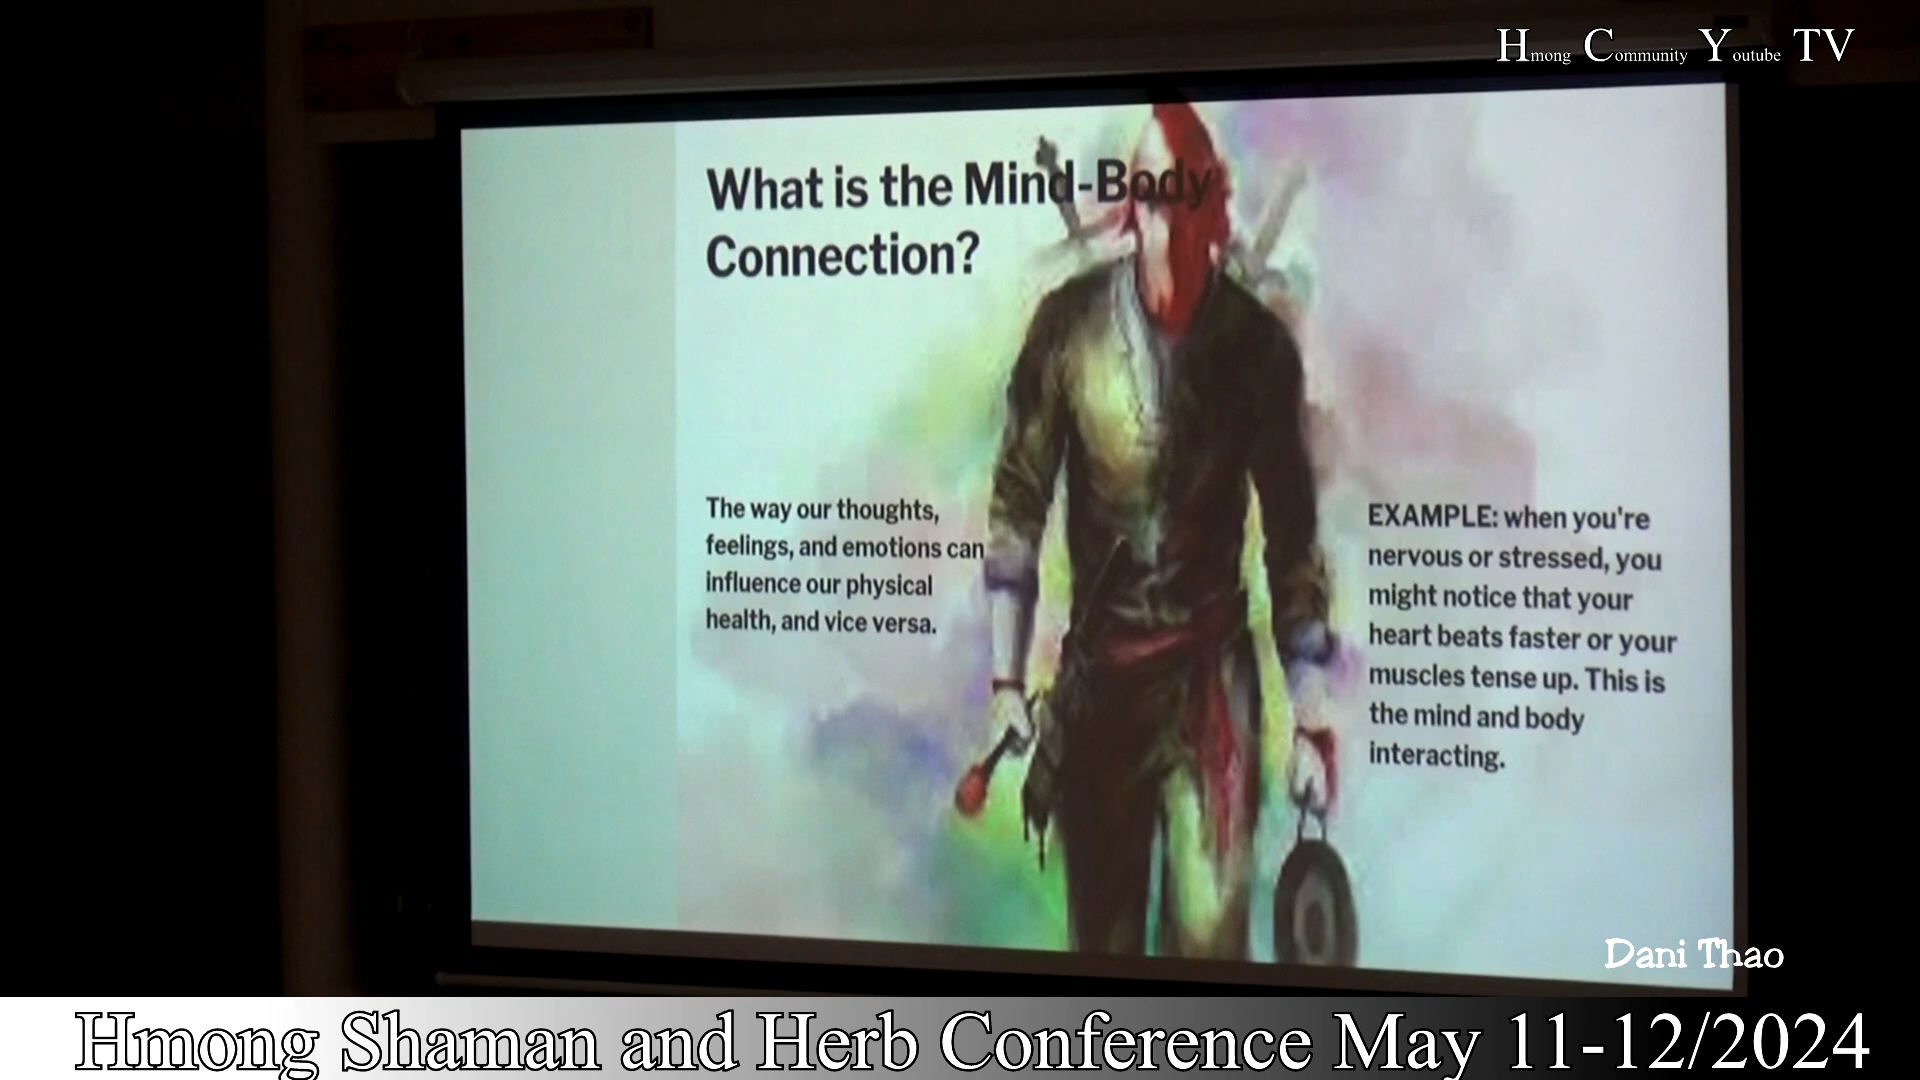 Hmong Community Youtube TV
What is the Mind-Body
Connection?
The way our thoughts,
feelings, and emotions can
influence our physical
health, and vice versa.
EXAMPLE: when you're
nervous or stressed, you
might notice that your
heart beats faster or your
muscles tense up. This is
the mind and body
interacting.
Dani Thao
Hmong Shaman and Herb Conference May 11-12/2024